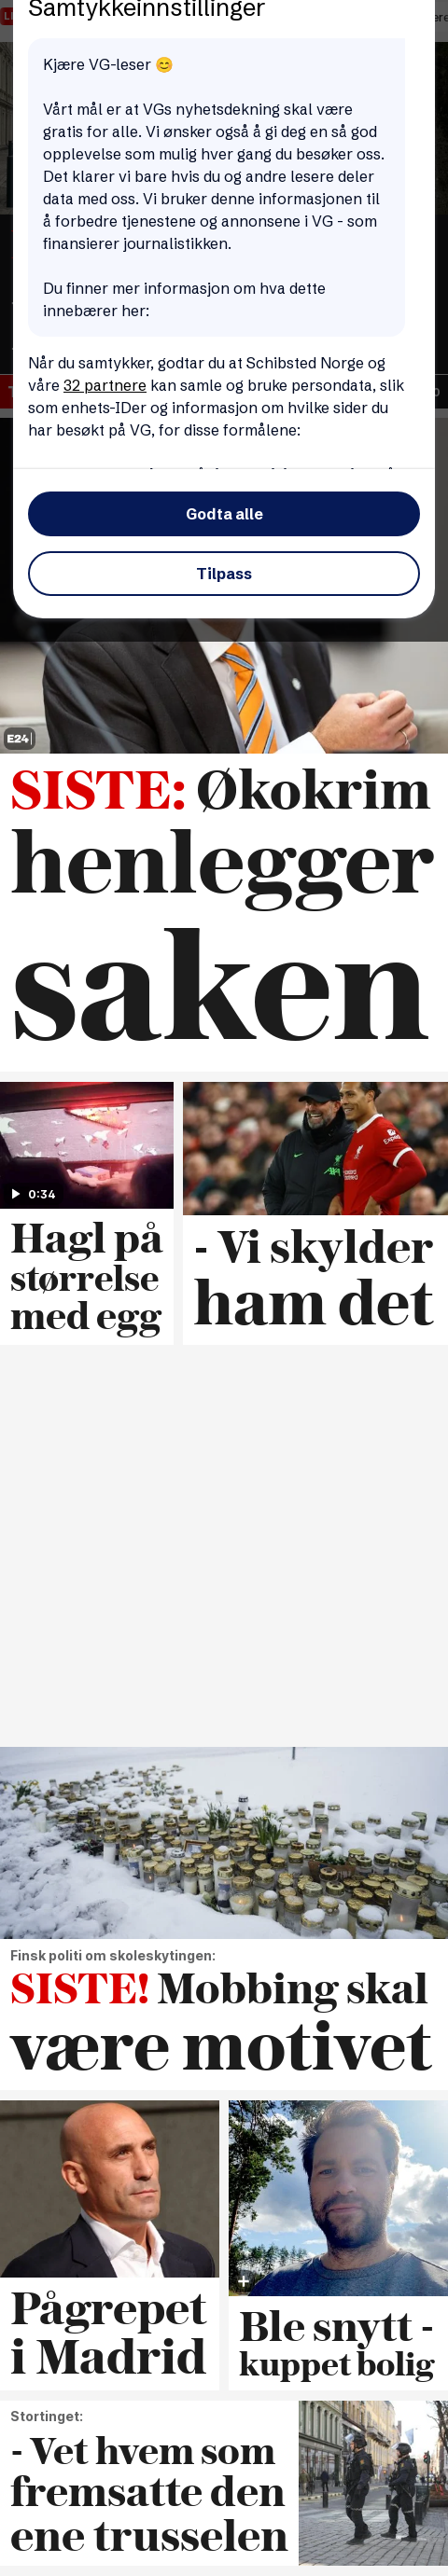 Samtykkeinnstillinger
Kjære VG-leser 😊
Vårt mål er at VGs nyhetsdekning skal være
gratis for alle. Vi ønsker også å gi deg en så god
opplevelse som mulig hver gang du besøker oss.
Det klarer vi bare hvis du og andre lesere deler
data med oss. Vi bruker denne informasjonen til
å forbedre tjenestene og annonsene i VG - som
finansierer journalistikken.
Du finner mer informasjon om hva dette
innebærer her:
Når du samtykker, godtar du at Schibsted Norge og
våre 32 partnere kan samle og bruke persondata, slik
som enhets-IDer og informasjon om hvilke sider du
har besøkt på VG, for disse formålene:
Godta alle
Tilpass
E24
SISTE: Økokrim
henlegger
saken
0:34
Hagl på
størrelse
med egg
- Vi skylder
ham det
Finsk politi om skoleskytingen:
SISTE! Mobbing skal
være motivet
Pågrepet
i Madrid
Ble snytt -
kuppet bolig
Stortinget:
- Vet hvem som
fremsatte den
ene trusselen